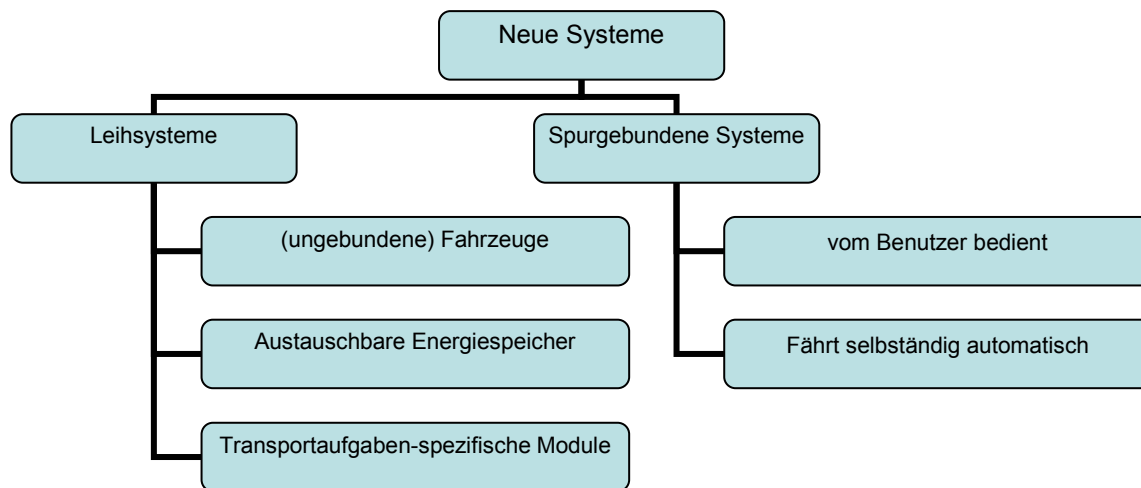 Neue Systeme
Leihsysteme
Spurgebundene Systeme
(ungebundene) Fahrzeuge
vom Benutzer bedient
Austauschbare Energiespeicher
Fährt selbständig automatisch
Transportaufgaben-spezifische Module